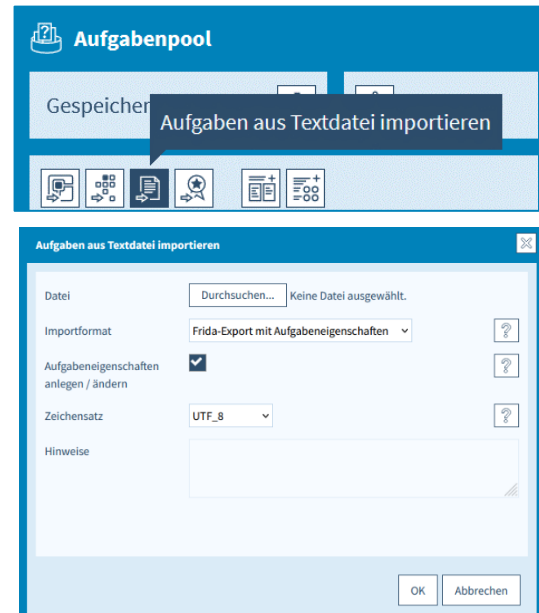 Aufgabenpool
Gespeicher
Aufgaben aus Textdatei importieren
Aufgaben aus Textdatei importieren
Datei Durchsuchen... Keine Datei ausgewählt.
Importformat Frida-Export mit Aufgabeneigenschaften ?
Aufgabeneigenschaften
anlegen / ändern ?
Zeichensatz UTF_8 ?
Hinweise
OK Abbrechen